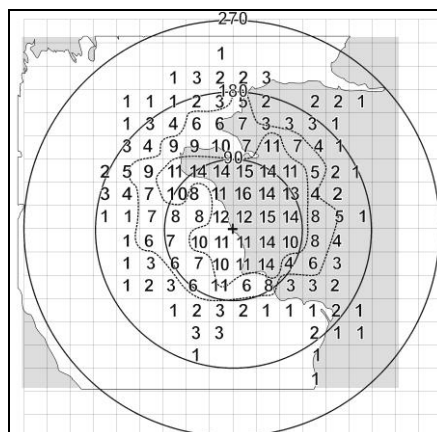 270
1
1 3 2 2 3
180
1 1 1 2 3 5 2 2 2 1
1 3 4 6 6 7 3 3 3 1
3 4 9 9 10 7 11 7 4 1
90
2 5 9 11 14 14 15 14 11 5 2 1
3 4 7 10 8 11 16 14 13 4 2
1 1 7 8 8 12 12 15 14 8 5 1
+
1 6 7 10 11 11 14 10 8 4
1 3 6 7 10 11 14 4 6 3
1 2 3 6 11 6 8 3 3 2
1 2 3 2 1 1 1 2 1
3 3 2 1 1
1 1
1